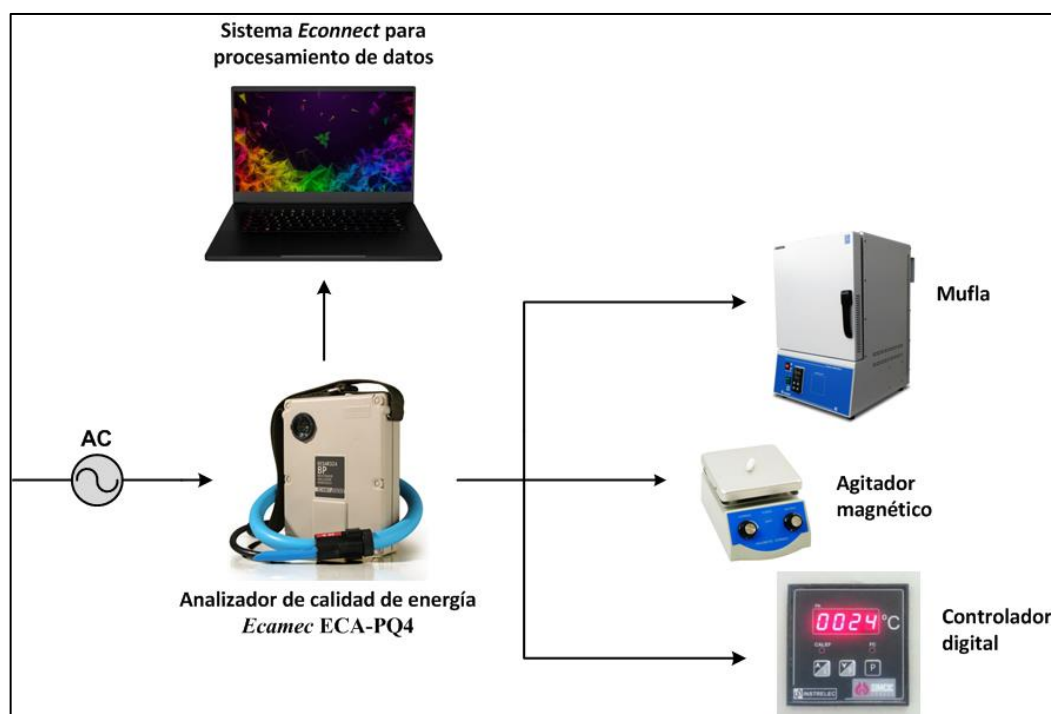 Sistema Econnect para
procesamiento de datos
Mufla
AC
Agitador
magnético
Analizador de calidad de energía
Ecamec ECA-PQ4
Controlador
digital
0024 °C
P
INSTRELEC